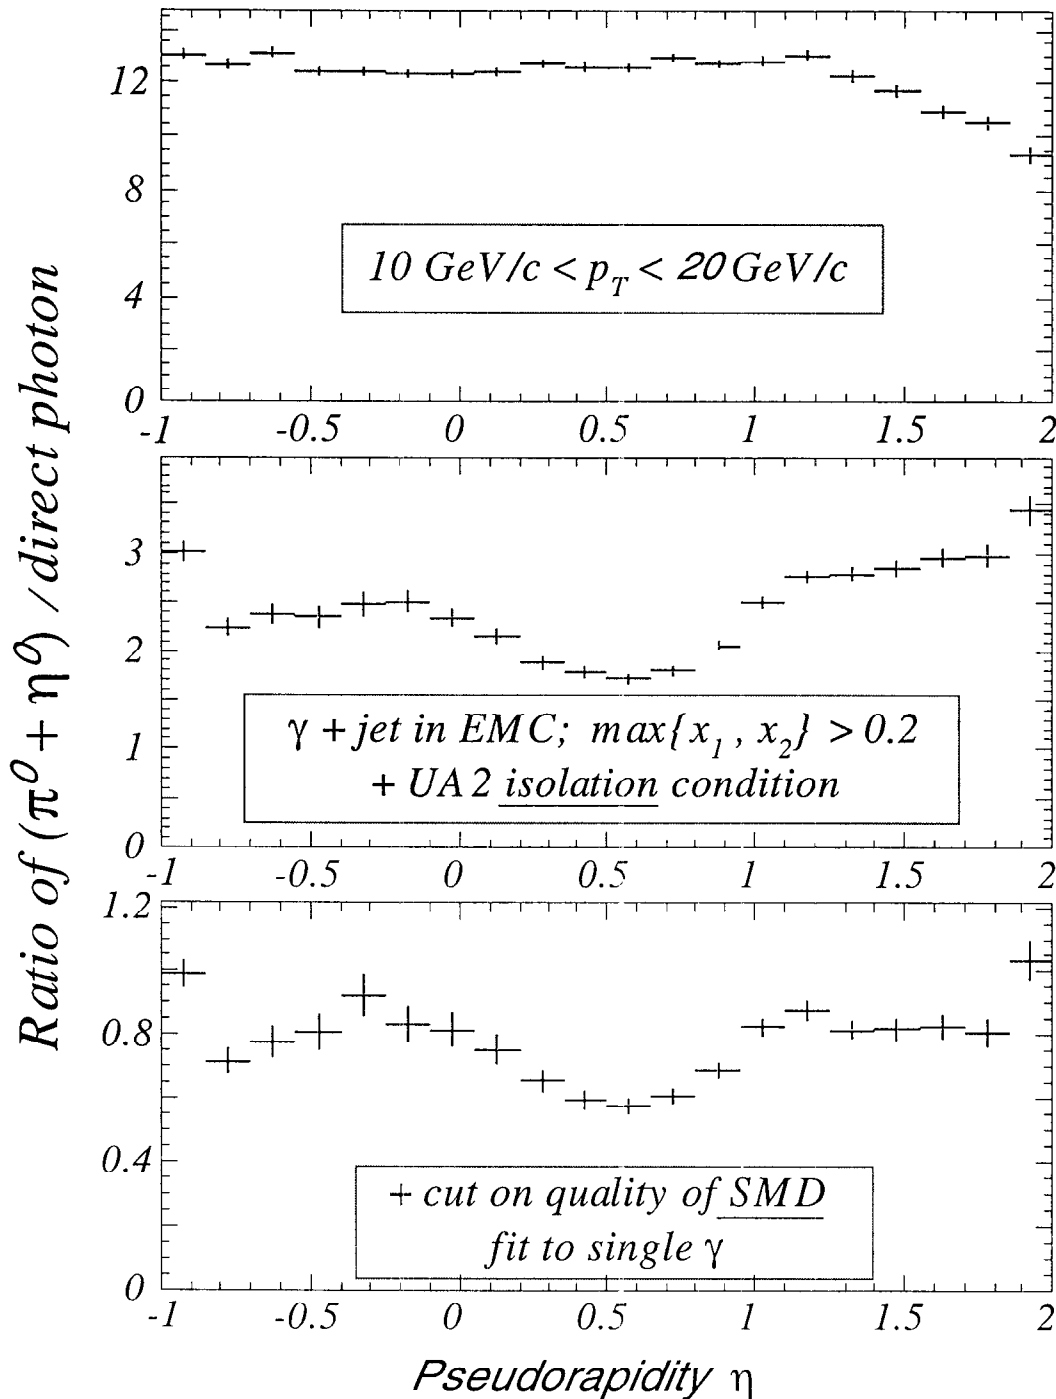 Ratio of (π⁰ + η⁰) / direct photon
12
8
4
0
-1 -0.5 0 0.5 1 1.5 2
10 GeV/c < p_T < 20 GeV/c
3
2
1
0
-1 -0.5 0 0.5 1 1.5 2
γ + jet in EMC; max{x₁ , x₂} > 0.2
+ UA2 isolation condition
1.2
0.8
0.4
0
-1 -0.5 0 0.5 1 1.5 2
+ cut on quality of SMD
fit to single γ
Pseudorapidity η